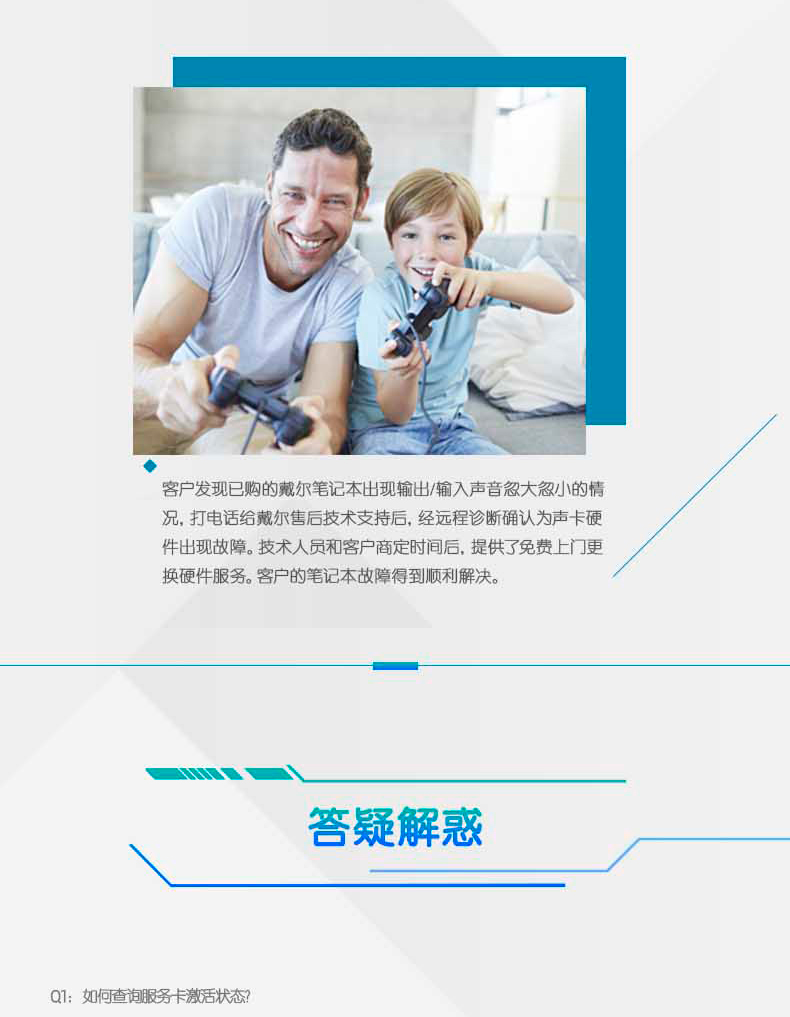 客户发现已购的戴尔笔记本出现输出/输入声音忽大忽小的情
况，打电话给戴尔售后技术支持后，经远程诊断确认为声卡硬
件出现故障。技术人员和客户商定时间后，提供了免费上门更
换硬件服务。客户的笔记本故障得到顺利解决。
答疑解惑
Q1：如何查询服务卡激活状态？